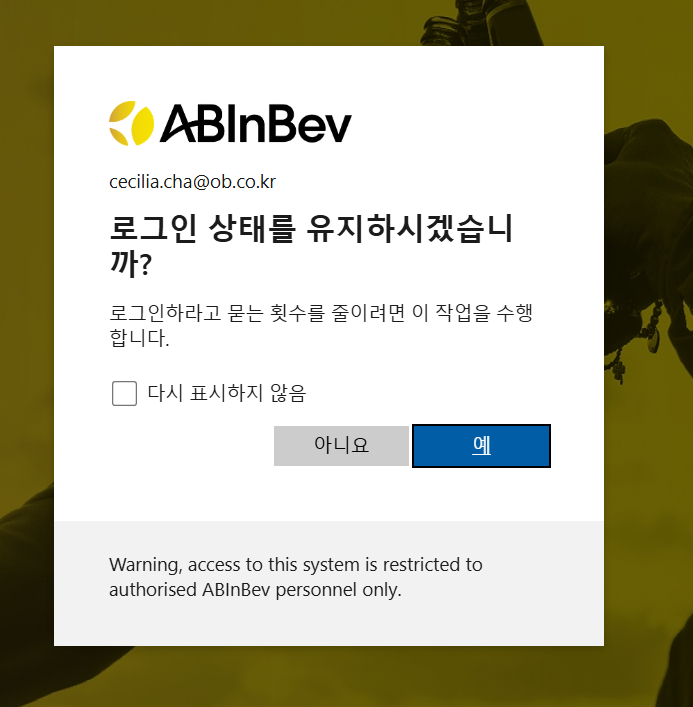 ABInBev
cecilia.cha@ob.co.kr
로그인 상태를 유지하시겠습니
까?
로그인하라고 묻는 횟수를 줄이려면 이 작업을 수행
합니다.
다시 표시하지 않음
아니요
예
Warning, access to this system is restricted to
authorised ABInBev personnel only.